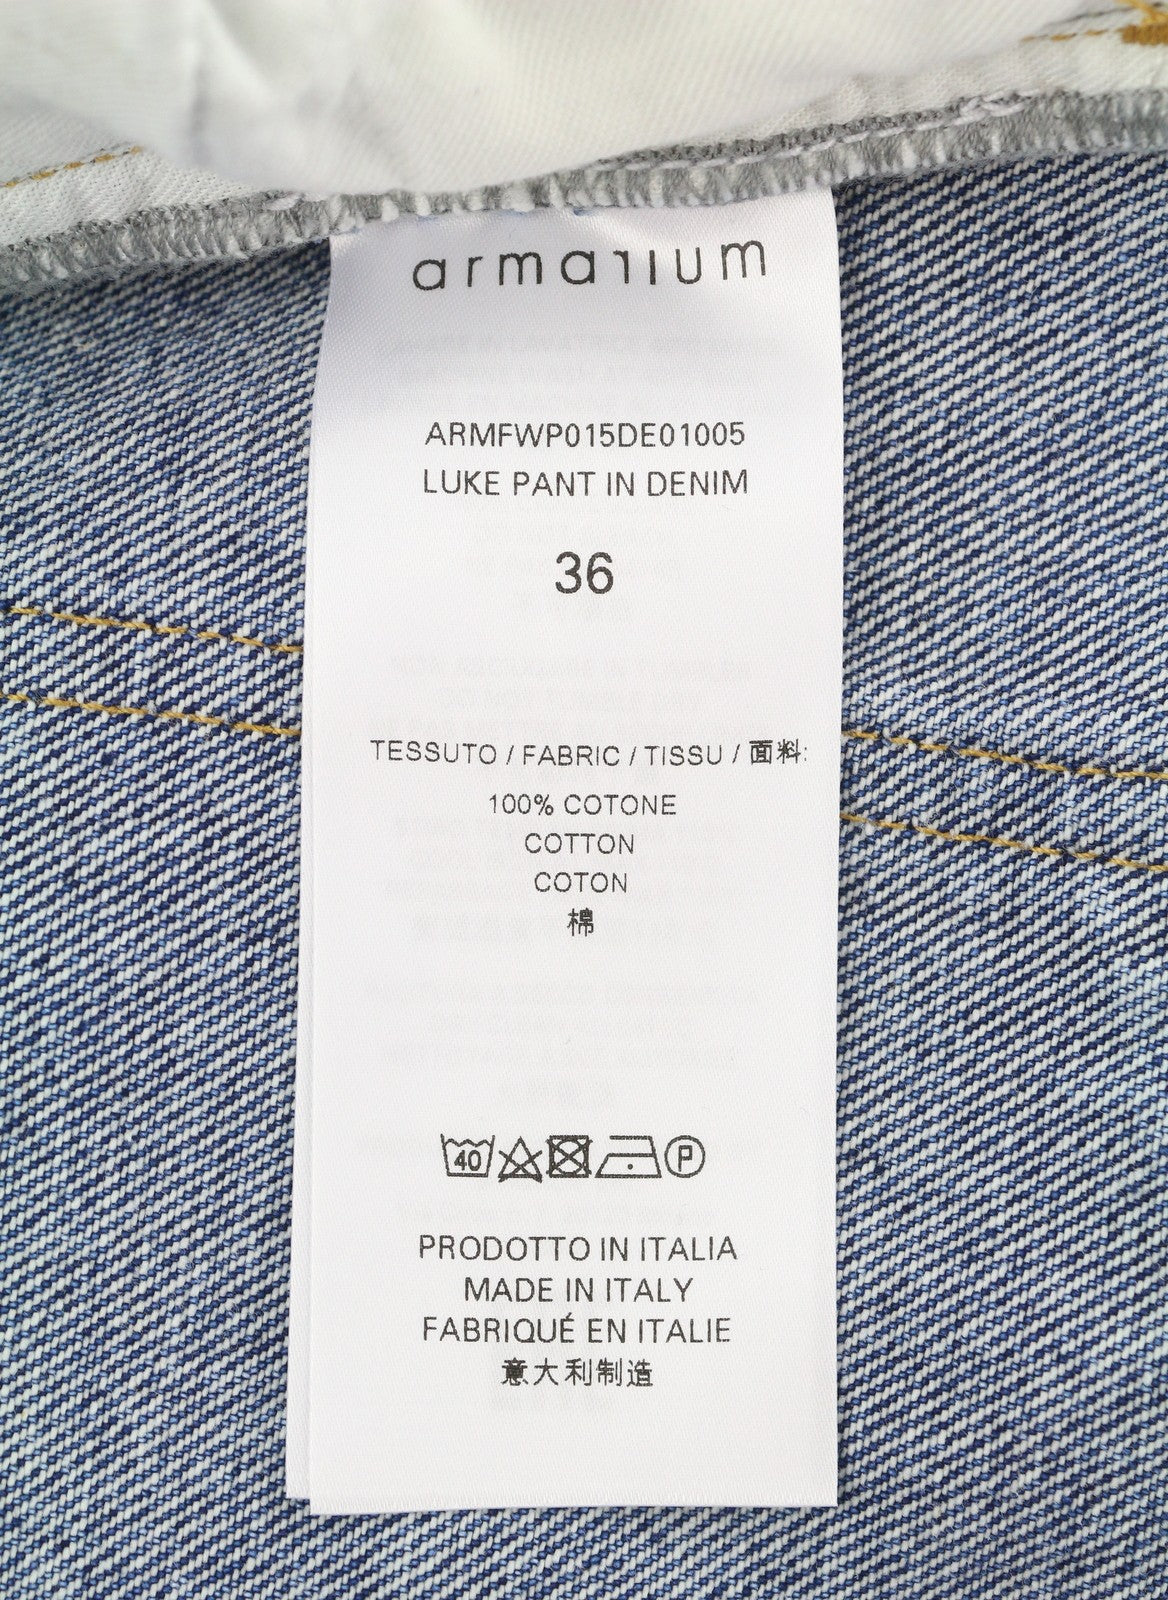 armarium
ARMFWP015DE01005
LUKE PANT IN DENIM
36
TESSUTO / FABRIC / TISSU / 面料:
100% COTONE
COTTON
COTON
棉
40 P
PRODOTTO IN ITALIA
MADE IN ITALY
FABRIQUÉ EN ITALIE
意大利制造